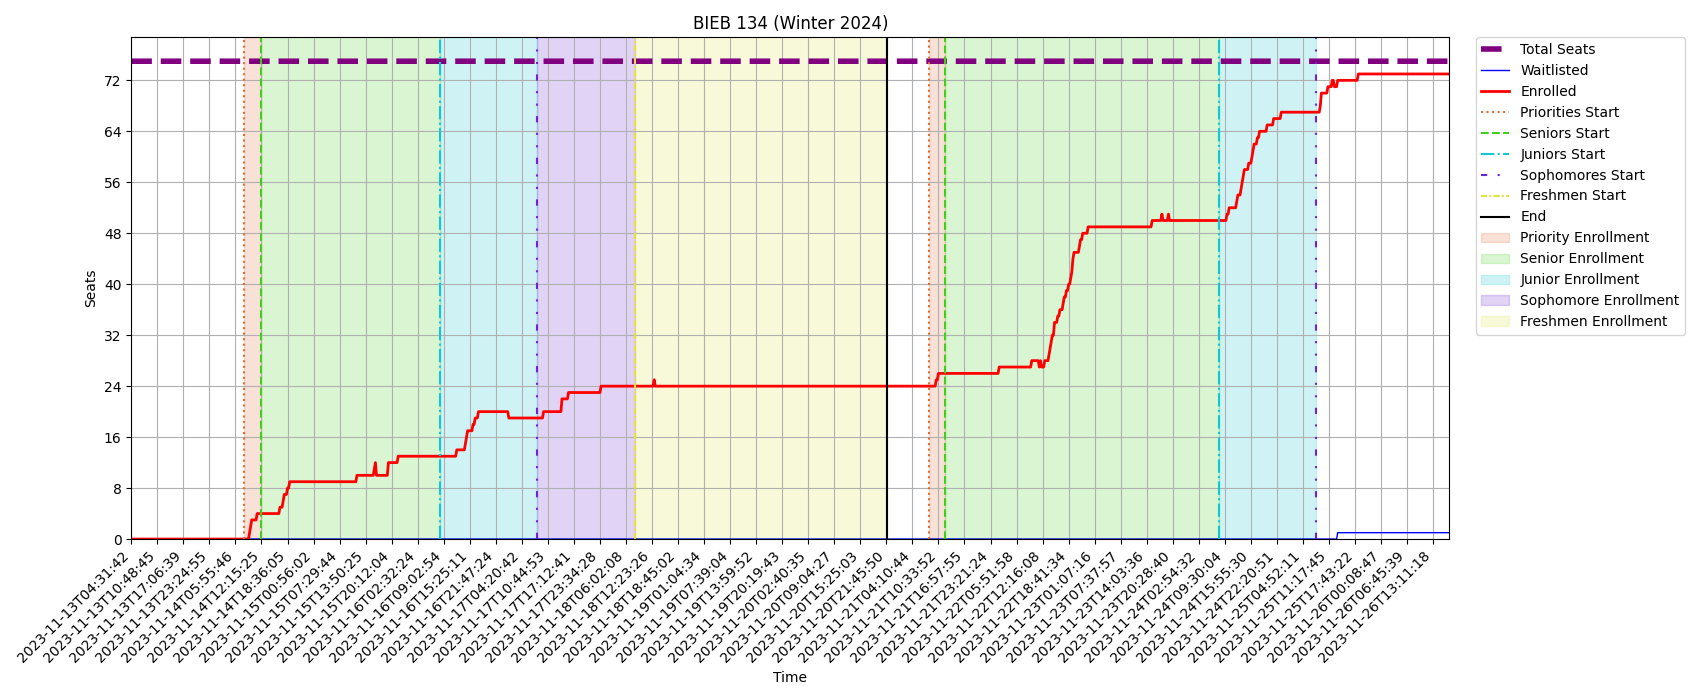 BIEB 134 (Winter 2024)
Seats
72
64
56
48
40
32
24
16
8
0
2023-11-13T04:31:42
2023-11-13T10:48:45
2023-11-13T17:06:39
2023-11-13T23:24:55
2023-11-14T05:55:46
2023-11-14T12:15:25
2023-11-14T18:36:05
2023-11-15T00:56:02
2023-11-15T07:29:44
2023-11-15T13:50:25
2023-11-15T20:12:04
2023-11-16T02:32:24
2023-11-16T09:02:54
2023-11-16T15:25:11
2023-11-16T21:47:24
2023-11-17T04:20:42
2023-11-17T10:44:53
2023-11-17T17:12:41
2023-11-17T23:34:28
2023-11-18T06:02:08
2023-11-18T12:23:26
2023-11-18T18:45:02
2023-11-19T01:04:34
2023-11-19T07:39:04
2023-11-19T13:59:52
2023-11-19T20:19:43
2023-11-20T02:40:35
2023-11-20T09:04:27
2023-11-20T15:25:03
2023-11-20T21:45:50
2023-11-21T04:10:44
2023-11-21T10:33:52
2023-11-21T16:57:55
2023-11-21T23:21:24
2023-11-22T05:51:58
2023-11-22T12:16:08
2023-11-22T18:41:34
2023-11-23T01:07:16
2023-11-23T07:37:57
2023-11-23T14:03:36
2023-11-23T20:28:40
2023-11-24T02:54:32
2023-11-24T09:30:04
2023-11-24T15:55:30
2023-11-24T22:20:51
2023-11-25T04:52:11
2023-11-25T11:17:45
2023-11-25T17:43:22
2023-11-26T00:08:47
2023-11-26T06:45:39
2023-11-26T13:11:18
Time
Total Seats
Waitlisted
Enrolled
Priorities Start
Seniors Start
Juniors Start
Sophomores Start
Freshmen Start
End
Priority Enrollment
Senior Enrollment
Junior Enrollment
Sophomore Enrollment
Freshmen Enrollment